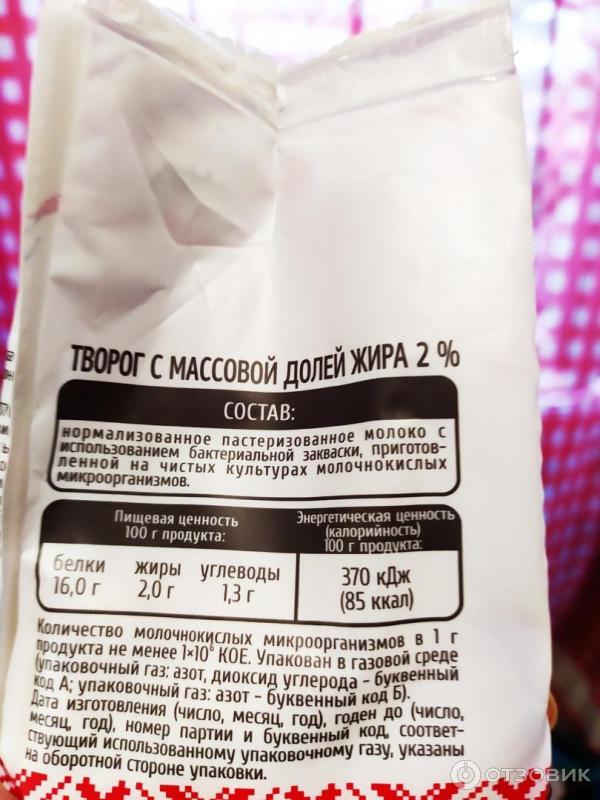 ТВОРОГ С МАССОВОЙ ДОЛЕЙ ЖИРА 2 %
СОСТАВ:
нормализованное пастеризованное молоко с
использованием бактериальной закваски, приготов-
ленной на чистых культурах молочнокислых
микроорганизмов.
Пищевая ценность
100 г продукта:
Энергетическая ценность
(калорийность)
100 г продукта:
белки жиры углеводы
16,0 г 2,0 г 1,3 г
370 кДж
(85 ккал)
Количество молочнокислых микроорганизмов в 1 г
продукта не менее 1×10⁶ КОЕ. Упакован в газовой среде
(упаковочный газ: азот, диоксид углерода - буквенный
код А; упаковочный газ: азот - буквенный код Б).
Дата изготовления (число, месяц, год), годен до (число,
месяц, год), номер партии и буквенный код, соответ-
ствующий использованному упаковочному газу, указаны
на оборотной стороне упаковки.
ОТЗОВИК